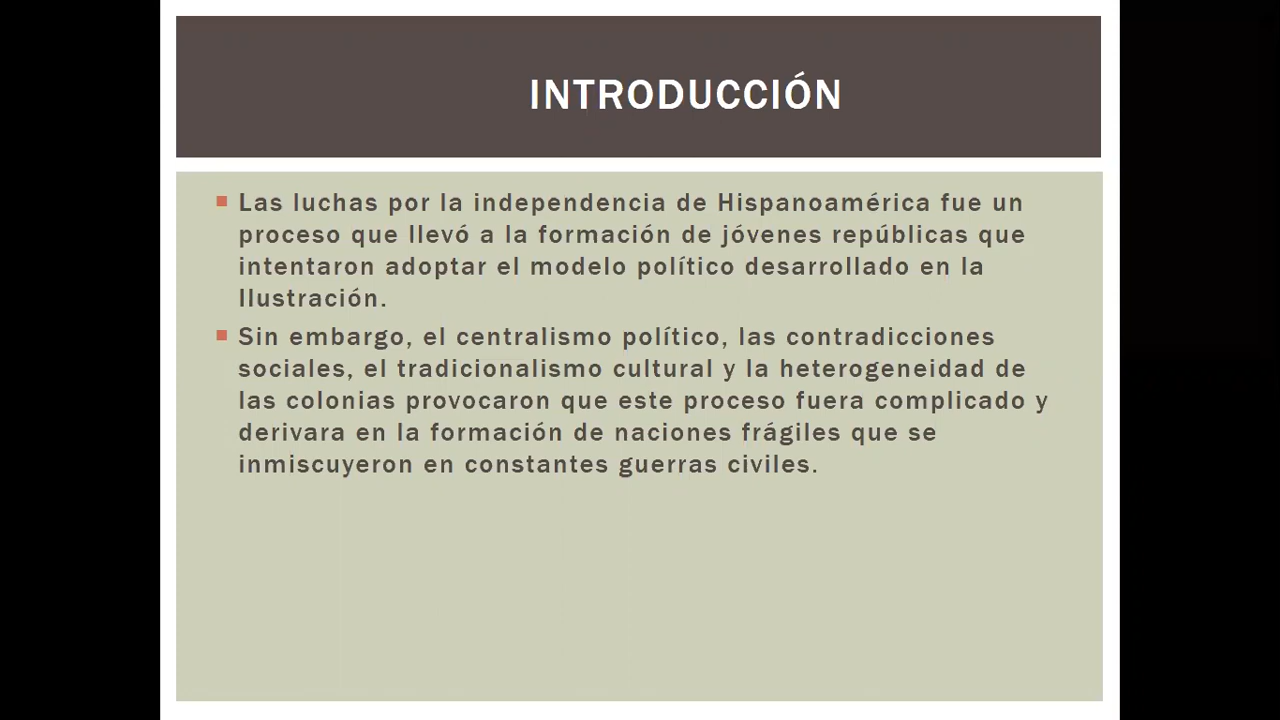 INTRODUCCIÓN
Las luchas por la independencia de Hispanoamérica fue un
proceso que llevó a la formación de jóvenes repúblicas que
intentaron adoptar el modelo político desarrollado en la
Ilustración.
Sin embargo, el centralismo político, las contradicciones
sociales, el tradicionalismo cultural y la heterogeneidad de
las colonias provocaron que este proceso fuera complicado y
derivara en la formación de naciones frágiles que se
inmiscuyeron en constantes guerras civiles.